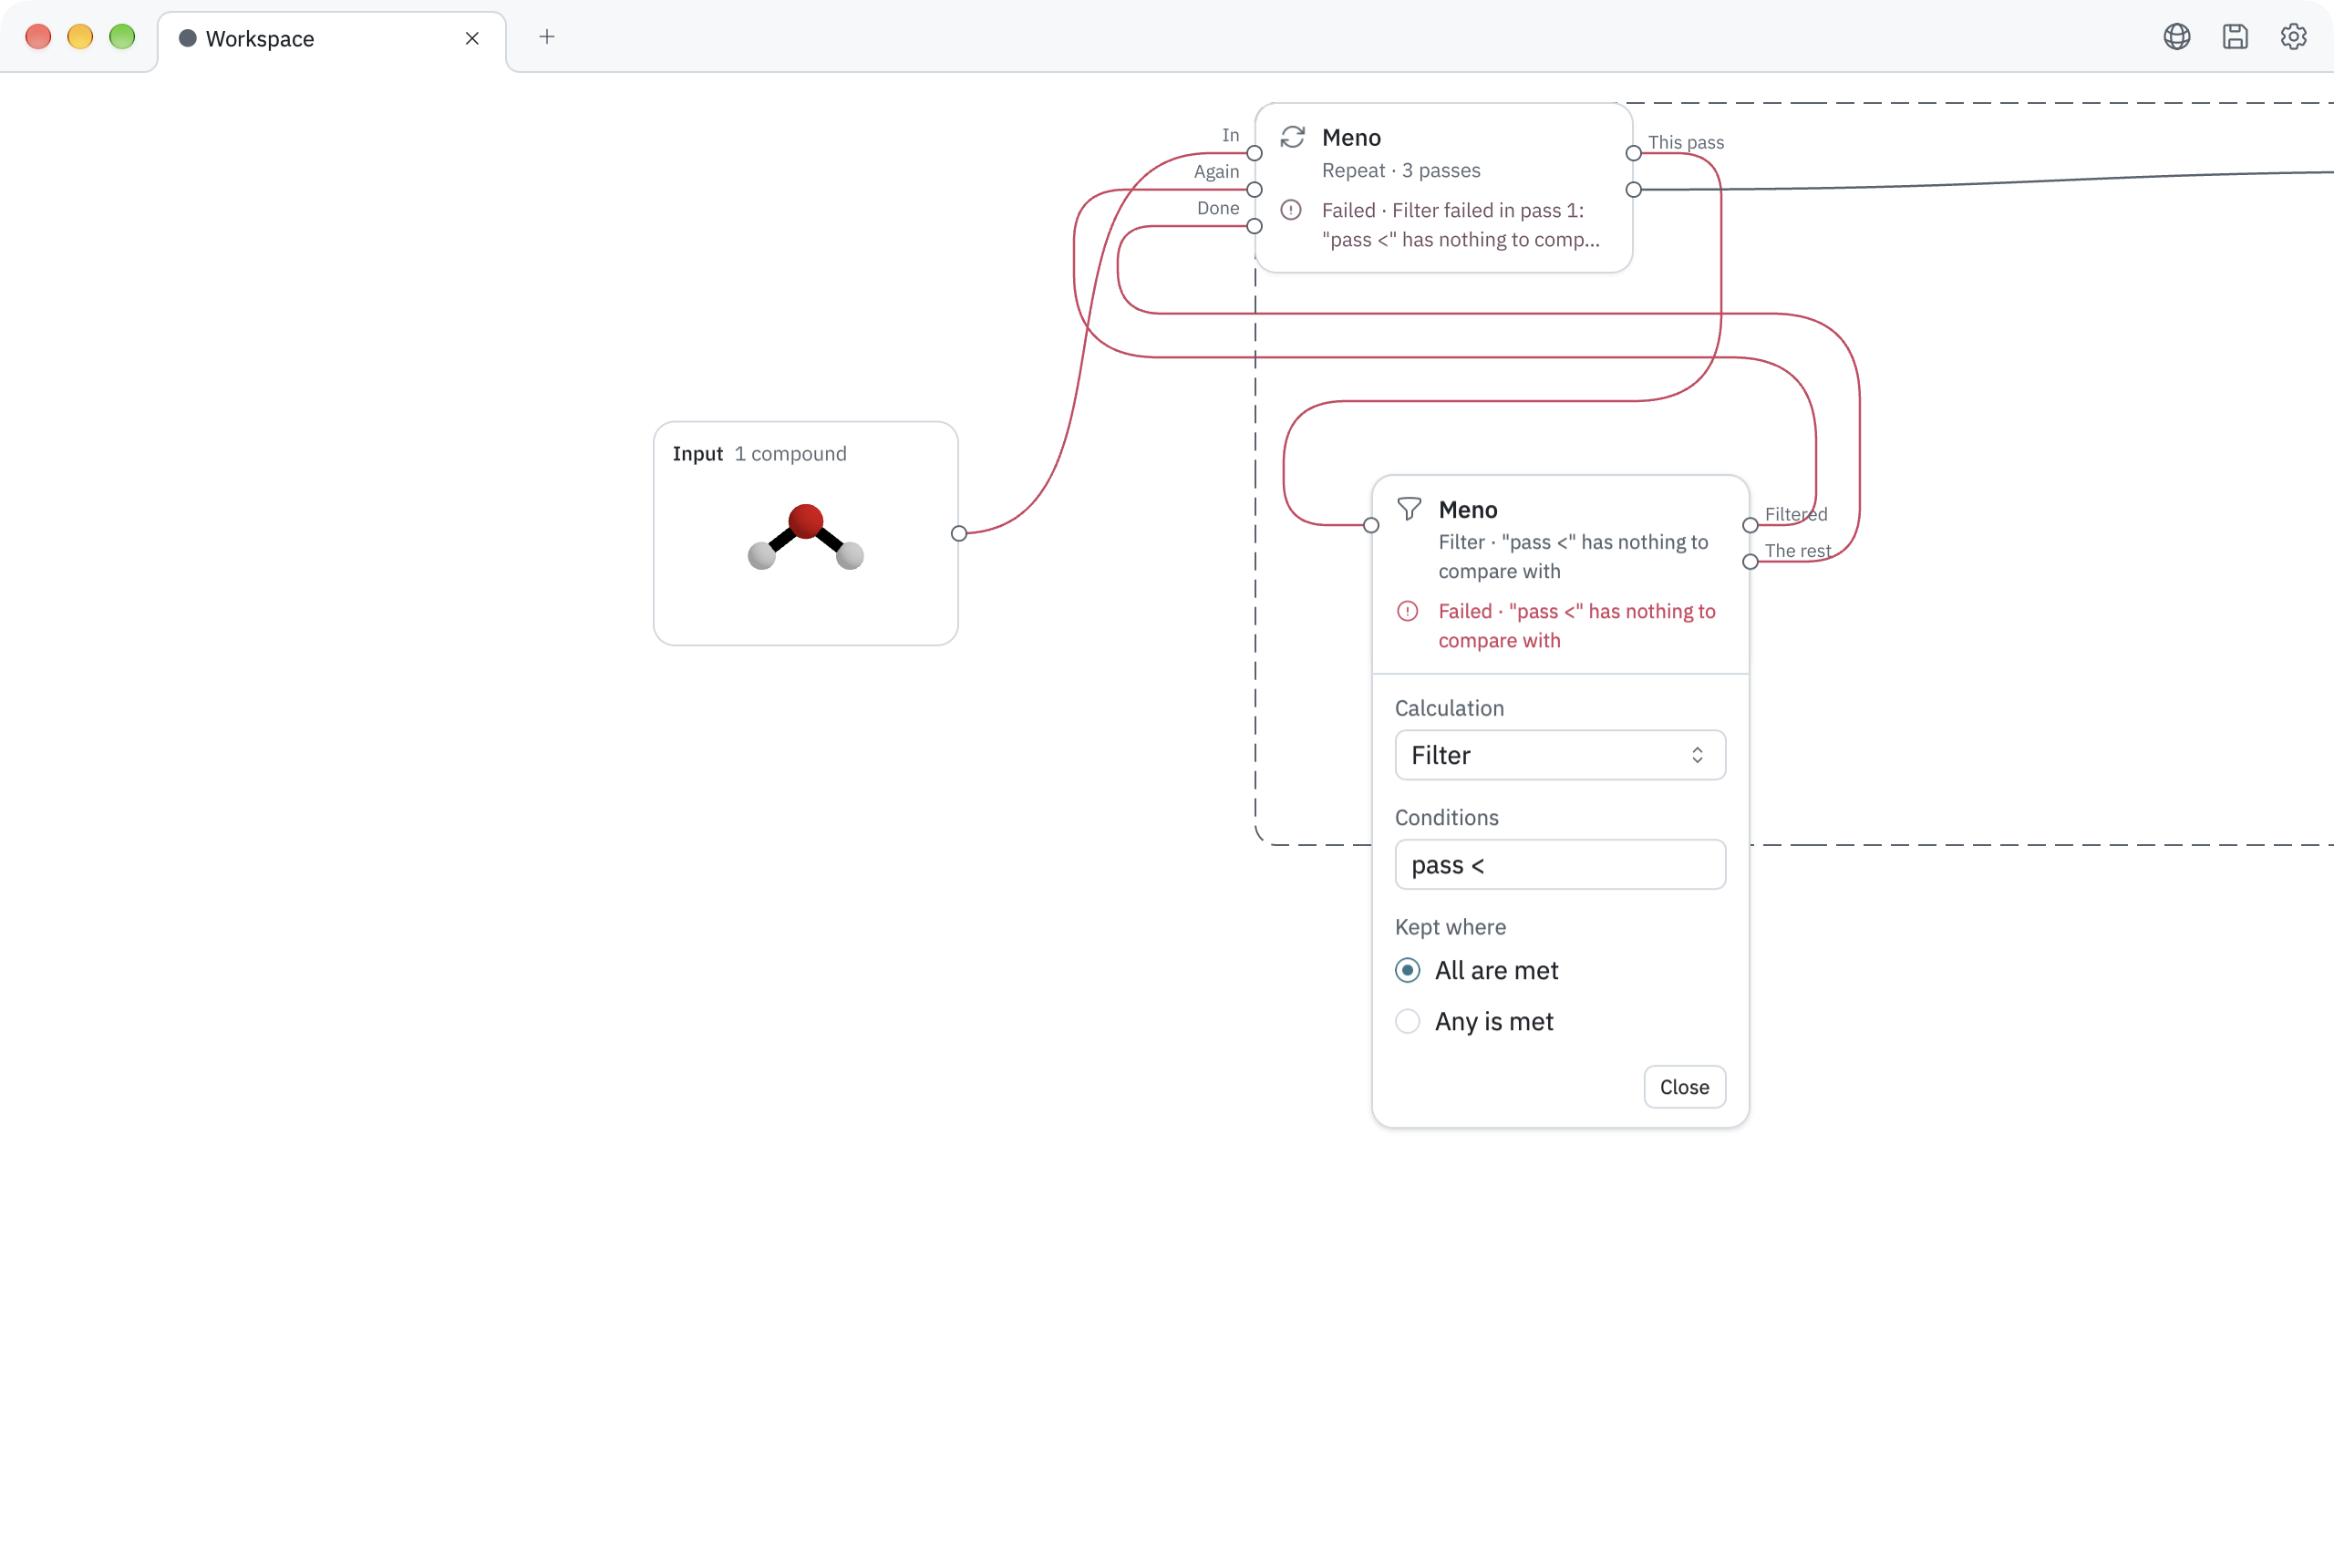 Workspace
In
Again
Done
Meno
Repeat · 3 passes
Failed · Filter failed in pass 1:
"pass <" has nothing to comp...
This pass
Input 1 compound
Meno
Filter · "pass <" has nothing to
compare with
Failed · "pass <" has nothing to
compare with
Filtered
The rest
Calculation
Filter
Conditions
pass <
Kept where
All are met
Any is met
Close